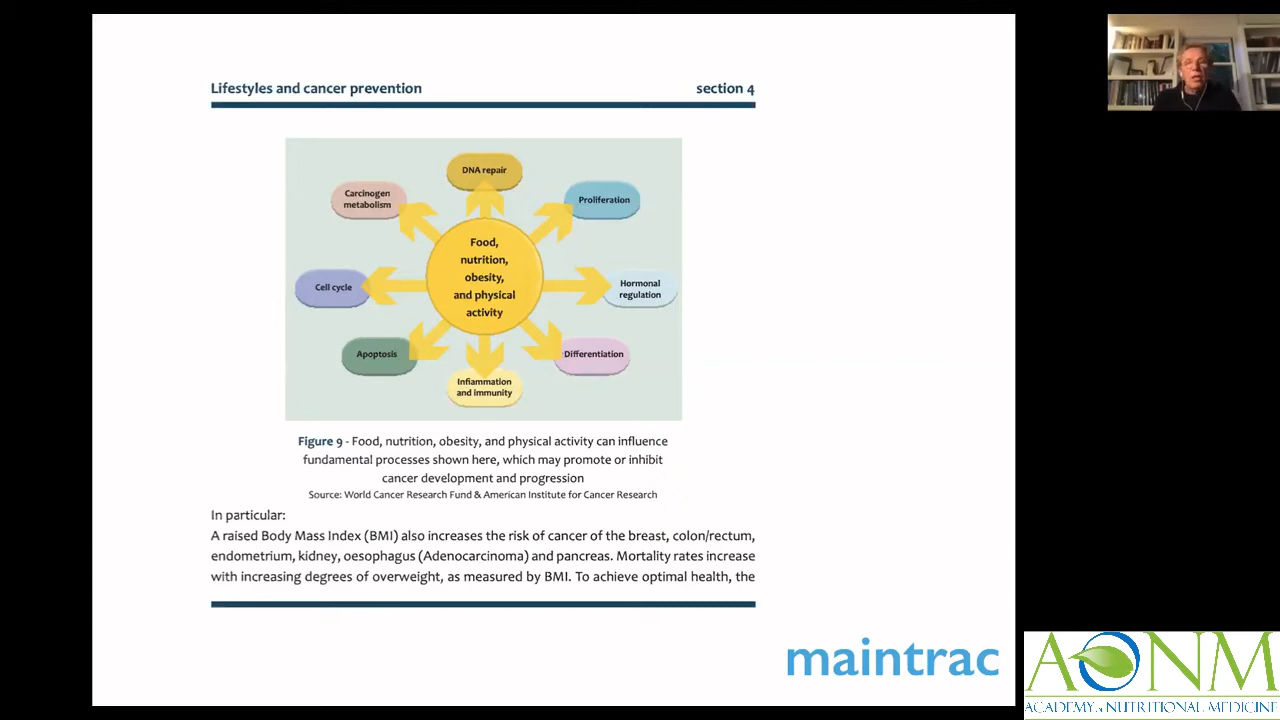 Lifestyles and cancer prevention section 4
DNA repair
Carcinogen
metabolism
Proliferation
Food,
nutrition,
obesity,
and physical
activity
Cell cycle
Hormonal
regulation
Apoptosis
Differentiation
Inflammation
and immunity
Figure 9 - Food, nutrition, obesity, and physical activity can influence
fundamental processes shown here, which may promote or inhibit
cancer development and progression
Source: World Cancer Research Fund & American Institute for Cancer Research
In particular:
A raised Body Mass Index (BMI) also increases the risk of cancer of the breast, colon/rectum,
endometrium, kidney, oesophagus (Adenocarcinoma) and pancreas. Mortality rates increase
with increasing degrees of overweight, as measured by BMI. To achieve optimal health, the
maintrac
AONM
ACADEMY of NUTRITIONAL MEDICINE